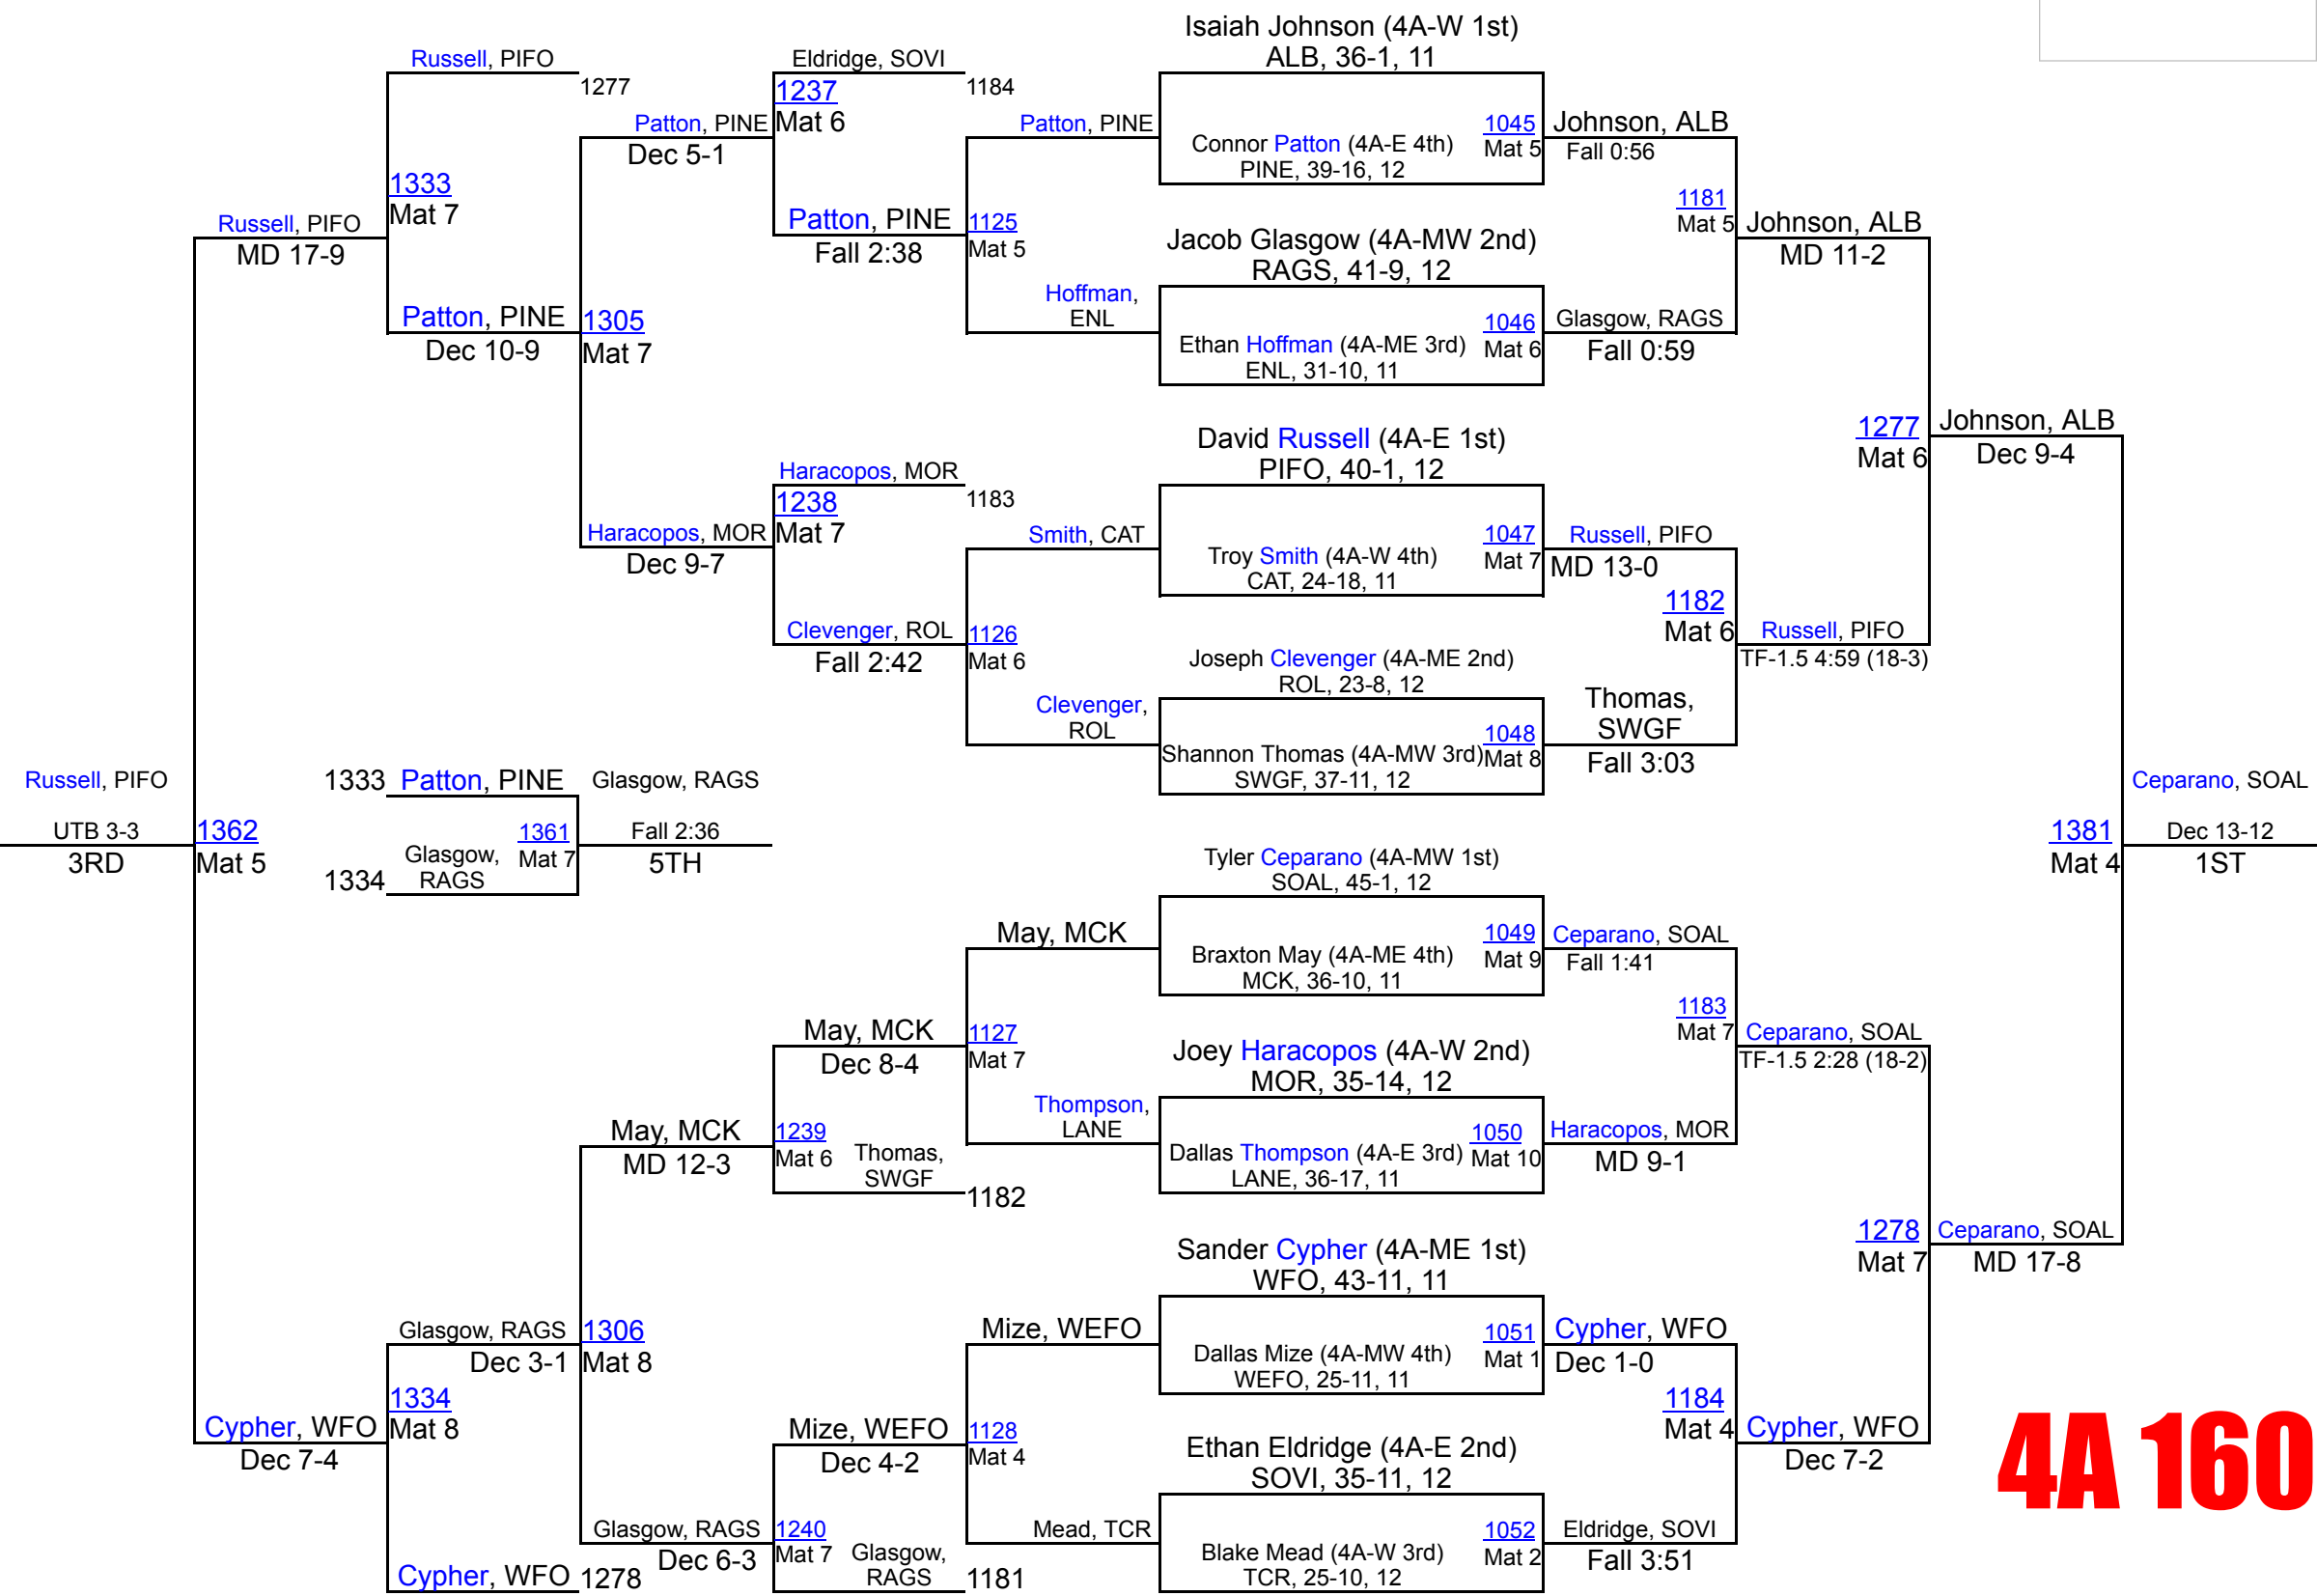 Isaiah Johnson (4A-W 1st)
ALB, 36-1, 11
Connor Patton (4A-E 4th)
PINE, 39-16, 12
1045
Mat 5
Jacob Glasgow (4A-MW 2nd)
RAGS, 41-9, 12
Ethan Hoffman (4A-ME 3rd)
ENL, 31-10, 11
1046
Mat 6
David Russell (4A-E 1st)
PIFO, 40-1, 12
Troy Smith (4A-W 4th)
CAT, 24-18, 11
1047
Mat 7
Joseph Clevenger (4A-ME 2nd)
ROL, 23-8, 12
Shannon Thomas (4A-MW 3rd)
SWGF, 37-11, 12
1048
Mat 8
Tyler Ceparano (4A-MW 1st)
SOAL, 45-1, 12
Braxton May (4A-ME 4th)
MCK, 36-10, 11
1049
Mat 9
Joey Haracopos (4A-W 2nd)
MOR, 35-14, 12
Dallas Thompson (4A-E 3rd)
LANE, 36-17, 11
1050
Mat 10
Sander Cypher (4A-ME 1st)
WFO, 43-11, 11
Dallas Mize (4A-MW 4th)
WEFO, 25-11, 11
1051
Mat 1
Ethan Eldridge (4A-E 2nd)
SOVI, 35-11, 12
Blake Mead (4A-W 3rd)
TCR, 25-10, 12
1052
Mat 2
Johnson, ALB
Fall 0:56
1181
Mat 5
Glasgow, RAGS
Fall 0:59
Russell, PIFO
MD 13-0
1182
Mat 6
Thomas,
SWGF
Fall 3:03
Ceparano, SOAL
Fall 1:41
1183
Mat 7
Haracopos, MOR
MD 9-1
Cypher, WFO
Dec 1-0
1184
Mat 4
Eldridge, SOVI
Fall 3:51
Johnson, ALB
MD 11-2
1277
Mat 6
Russell, PIFO
TF-1.5 4:59 (18-3)
Ceparano, SOAL
TF-1.5 2:28 (18-2)
1278
Mat 7
Cypher, WFO
Dec 7-2
Johnson, ALB
Dec 9-4
1381
Mat 4
Ceparano, SOAL
MD 17-8
Ceparano, SOAL
Dec 13-12
1ST
Patton, PINE
1125
Mat 5
Hoffman,
ENL
Smith, CAT
1126
Mat 6
Clevenger,
ROL
May, MCK
1127
Mat 7
Thompson,
LANE
Mize, WEFO
1128
Mat 4
Mead, TCR
Eldridge, SOVI
1184
1237
Mat 6
Patton, PINE
Fall 2:38
Haracopos, MOR
1183
1238
Mat 7
Clevenger, ROL
Fall 2:42
May, MCK
Dec 8-4
1239
Mat 6
Thomas,
SWGF
1182
Mize, WEFO
Dec 4-2
1240
Mat 7
Glasgow,
RAGS
1181
Patton, PINE
Dec 5-1
1305
Mat 7
Haracopos, MOR
Dec 9-7
May, MCK
MD 12-3
1306
Mat 8
Glasgow, RAGS
Dec 6-3
Russell, PIFO
1277
1333
Mat 7
Patton, PINE
Dec 10-9
Glasgow, RAGS
Dec 3-1
1334
Mat 8
Cypher, WFO
1278
Russell, PIFO
MD 17-9
1362
Mat 5
Cypher, WFO
Dec 7-4
Russell, PIFO
UTB 3-3
3RD
1333
Patton, PINE
1361
Mat 7
1334
Glasgow,
RAGS
Glasgow, RAGS
Fall 2:36
5TH
4A 160